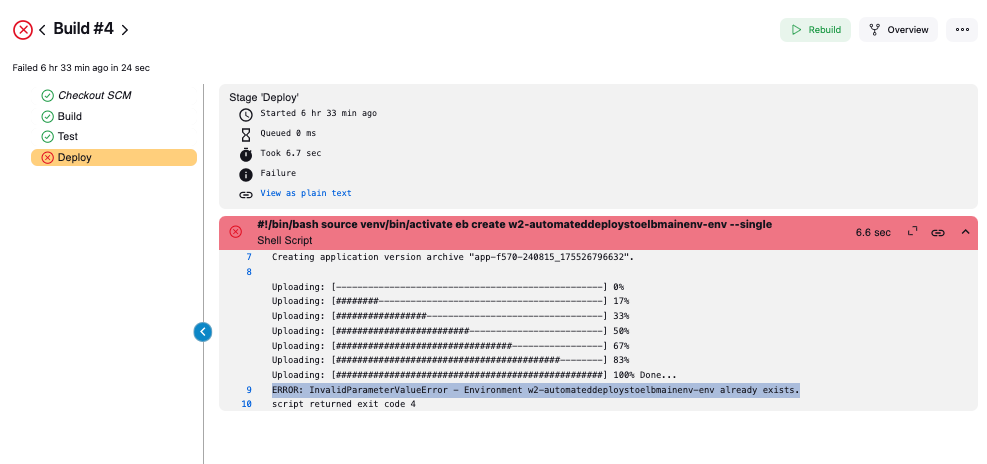 Build #4
Rebuild
Overview
Failed 6 hr 33 min ago in 24 sec
Checkout SCM
Build
Test
Deploy
Stage 'Deploy'
Started 6 hr 33 min ago
Queued 0 ms
Took 6.7 sec
Failure
View as plain text
#!/bin/bash source venv/bin/activate eb create w2-automateddeploystoelbmainenv-env --single
Shell Script
6.6 sec
7 Creating application version archive "app-f570-240815_175526796632".
8
Uploading: [--------------------------------------------------] 0%
Uploading: [########------------------------------------------] 17%
Uploading: [#################---------------------------------] 33%
Uploading: [#########################-------------------------] 50%
Uploading: [#################################-----------------] 67%
Uploading: [##########################################--------] 83%
Uploading: [##################################################] 100% Done...
9 ERROR: InvalidParameterValueError - Environment w2-automateddeploystoelbmainenv-env already exists.
10 script returned exit code 4